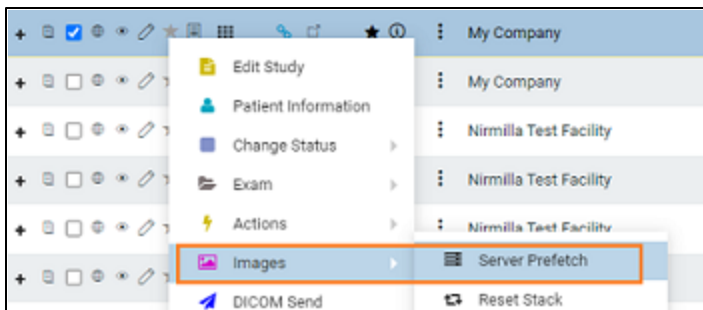 My Company
Edit Study
My Company
Patient Information
Change Status
Nirmilla Test Facility
Exam
Nirmilla Test Facility
Actions
Nirmilla Test Facility
Images
Server Prefetch
DICOM Send
Reset Stack